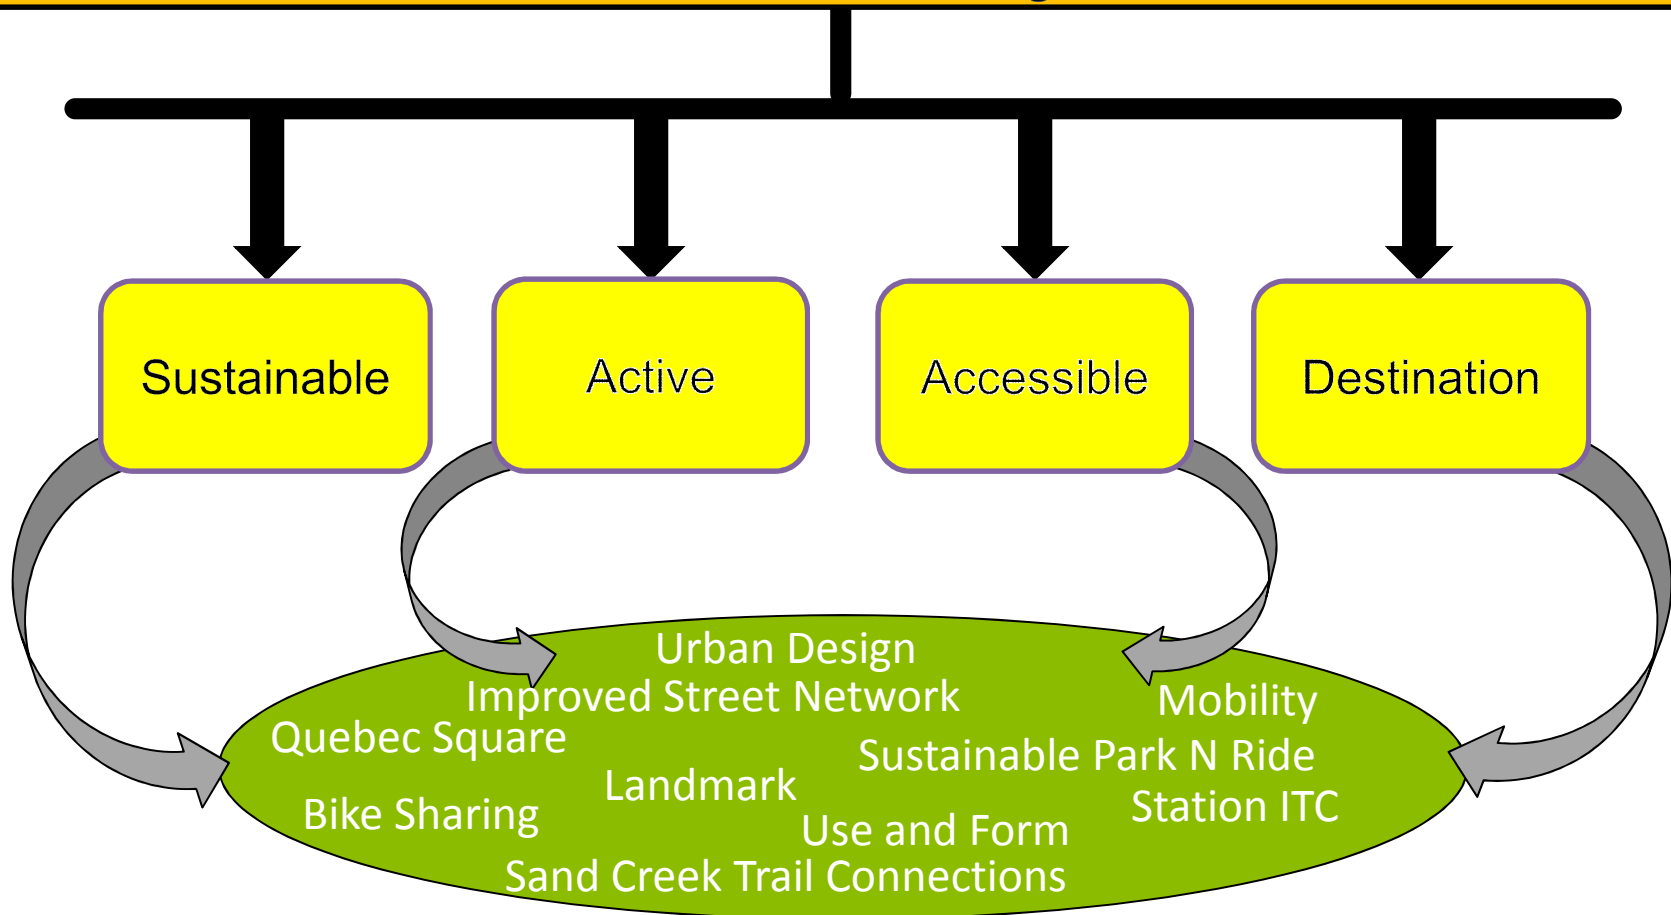 Sustainable
Active
Accessible
Destination
Urban Design
Improved Street Network
Mobility
Quebec Square
Sustainable Park N Ride
Landmark
Station ITC
Bike Sharing
Use and Form
Sand Creek Trail Connections